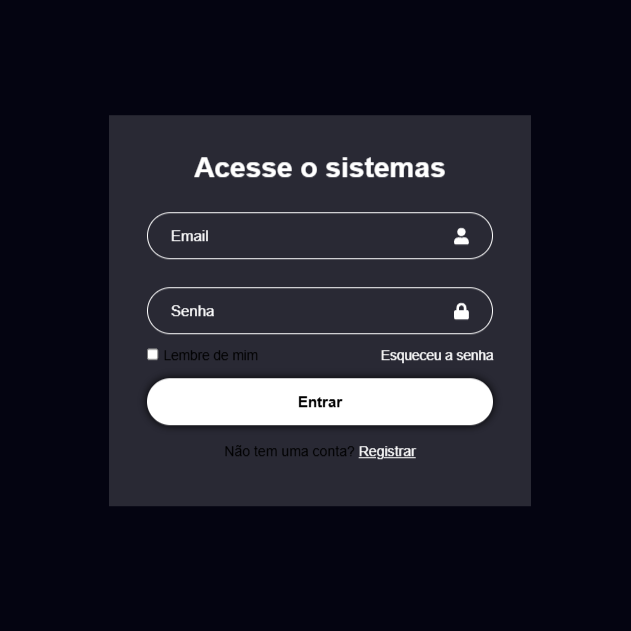 Acesse o sistemas
Email
Senha
Lembre de mim Esqueceu a senha
Entrar
Não tem uma conta? Registrar